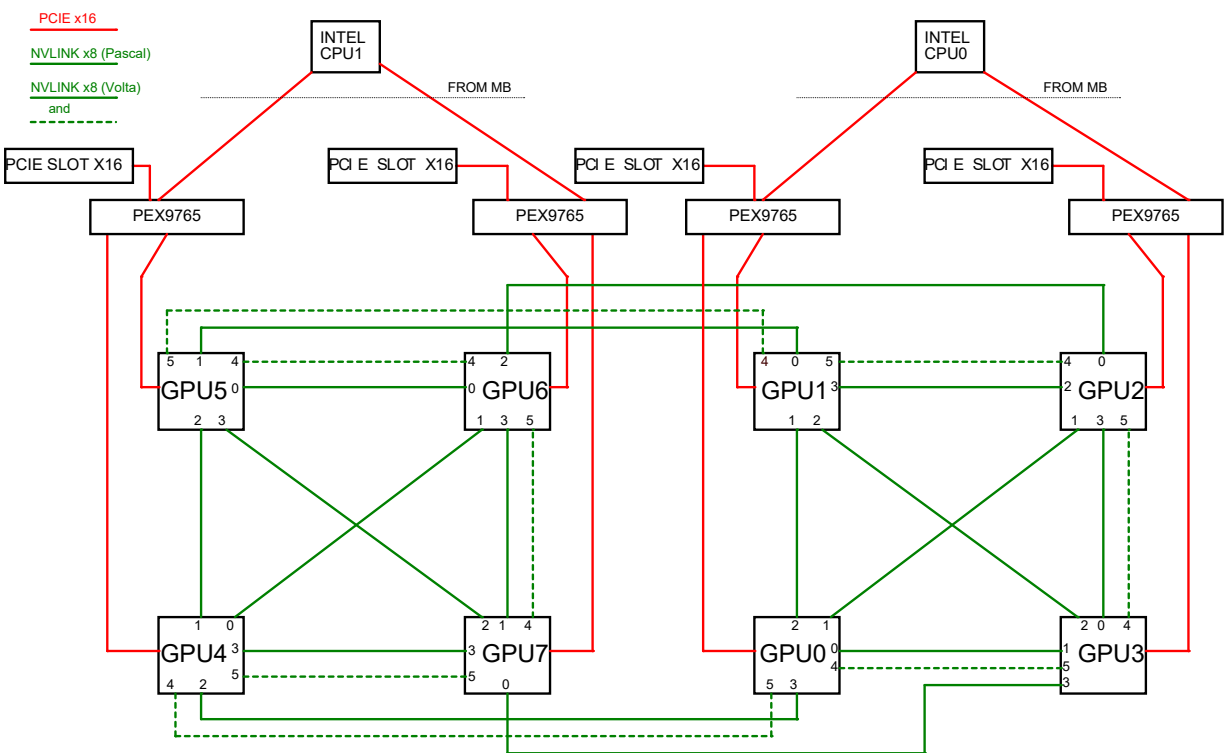 PCIE x16
NVLINK x8 (Pascal)
NVLINK x8 (Volta)
and
INTEL
CPU1
INTEL
CPU0
FROM MB
FROM MB
PCIE SLOT X16
PCI E SLOT X16
PCI E SLOT X16
PCI E SLOT X16
PEX9765
PEX9765
PEX9765
PEX9765
5 1 4
4 2
4 0 5
4 0
GPU5 0
0 GPU6
GPU1 3
2 GPU2
2 3
1 3 5
1 2
1 3 5
1 0
2 1 4
2 1
2 0 4
GPU4 3
3 GPU7
GPU0 0
1 GPU3
5
5
4
5
4 2
0
5 3
3